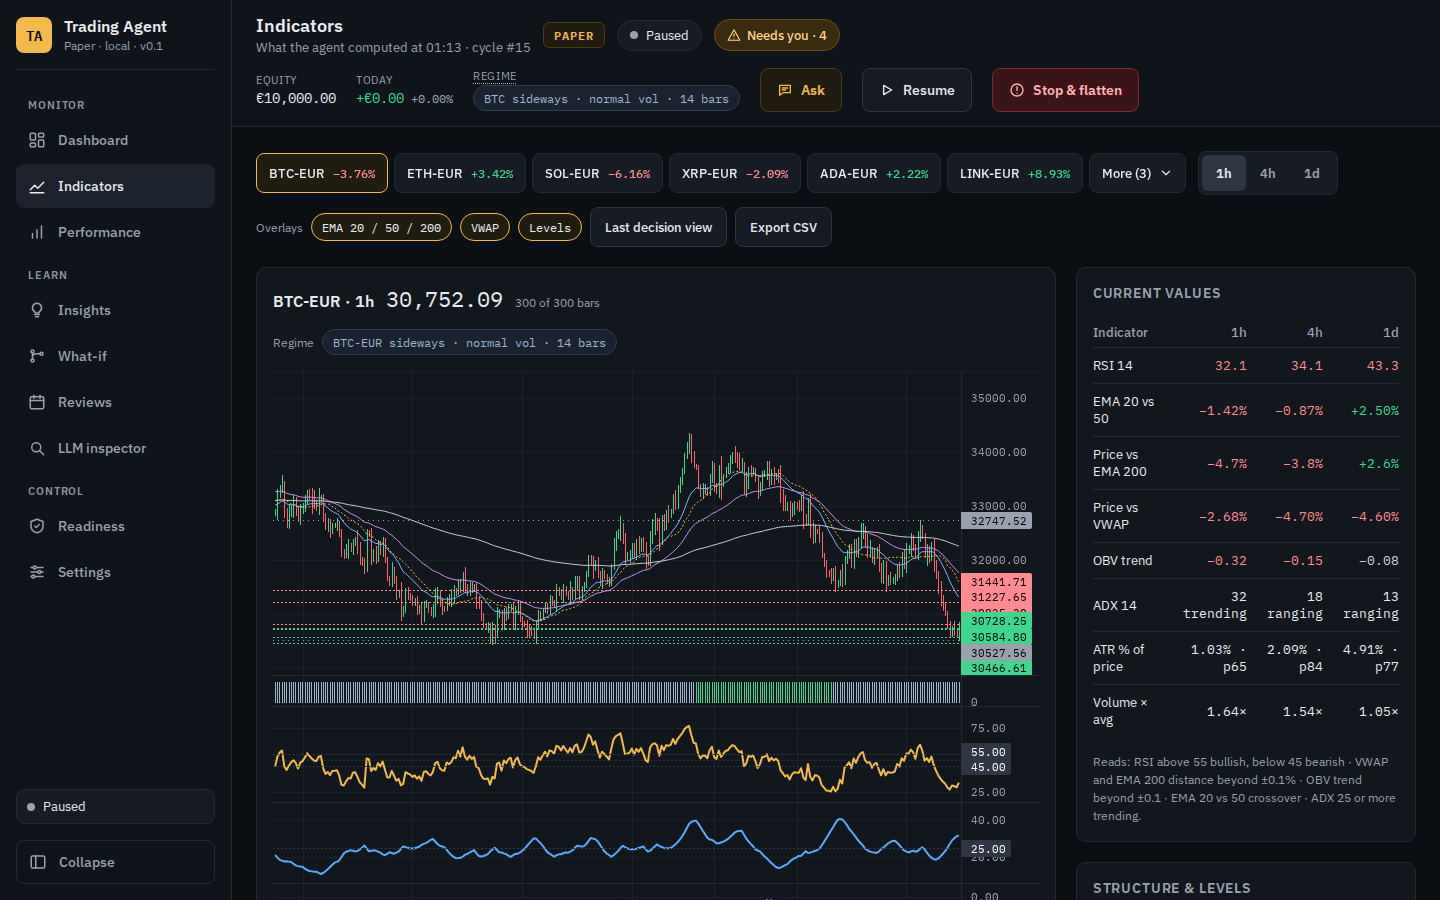 TA
Trading Agent
Paper · local · v0.1
MONITOR
Dashboard
Indicators
Performance
LEARN
Insights
What-if
Reviews
LLM inspector
CONTROL
Readiness
Settings
Paused
Collapse
Indicators
What the agent computed at 01:13 · cycle #15
PAPER
Paused
Needs you · 4
EQUITY
€10,000.00
TODAY
+€0.00 +0.00%
REGIME
BTC sideways · normal vol · 14 bars
Ask
Resume
Stop & flatten
BTC-EUR −3.76%
ETH-EUR +3.42%
SOL-EUR −6.16%
XRP-EUR −2.09%
ADA-EUR +2.22%
LINK-EUR +8.93%
More (3)
1h 4h 1d
Overlays
EMA 20 / 50 / 200
VWAP
Levels
Last decision view
Export CSV
BTC-EUR · 1h 30,752.09 300 of 300 bars
Regime BTC-EUR sideways · normal vol · 14 bars
35000.00
34000.00
33000.00
32747.52
32000.00
31441.71
31227.65
30728.25
30584.80
30527.56
30466.61
0
75.00
55.00
45.00
25.00
40.00
25.00
20.00
0.00
CURRENT VALUES
Indicator 1h 4h 1d
RSI 14 32.1 34.1 43.3
EMA 20 vs 50 −1.42% −0.87% +2.50%
Price vs EMA 200 −4.7% −3.8% +2.6%
Price vs VWAP −2.68% −4.70% −4.60%
OBV trend −0.32 −0.15 −0.08
ADX 14 32 trending 18 ranging 13 ranging
ATR % of price 1.03% · p65 2.09% · p84 4.91% · p77
Volume × avg 1.64× 1.54× 1.05×
Reads: RSI above 55 bullish, below 45 bearish · VWAP
and EMA 200 distance beyond ±0.1% · OBV trend
beyond ±0.1 · EMA 20 vs 50 crossover · ADX 25 or more
trending.
STRUCTURE & LEVELS